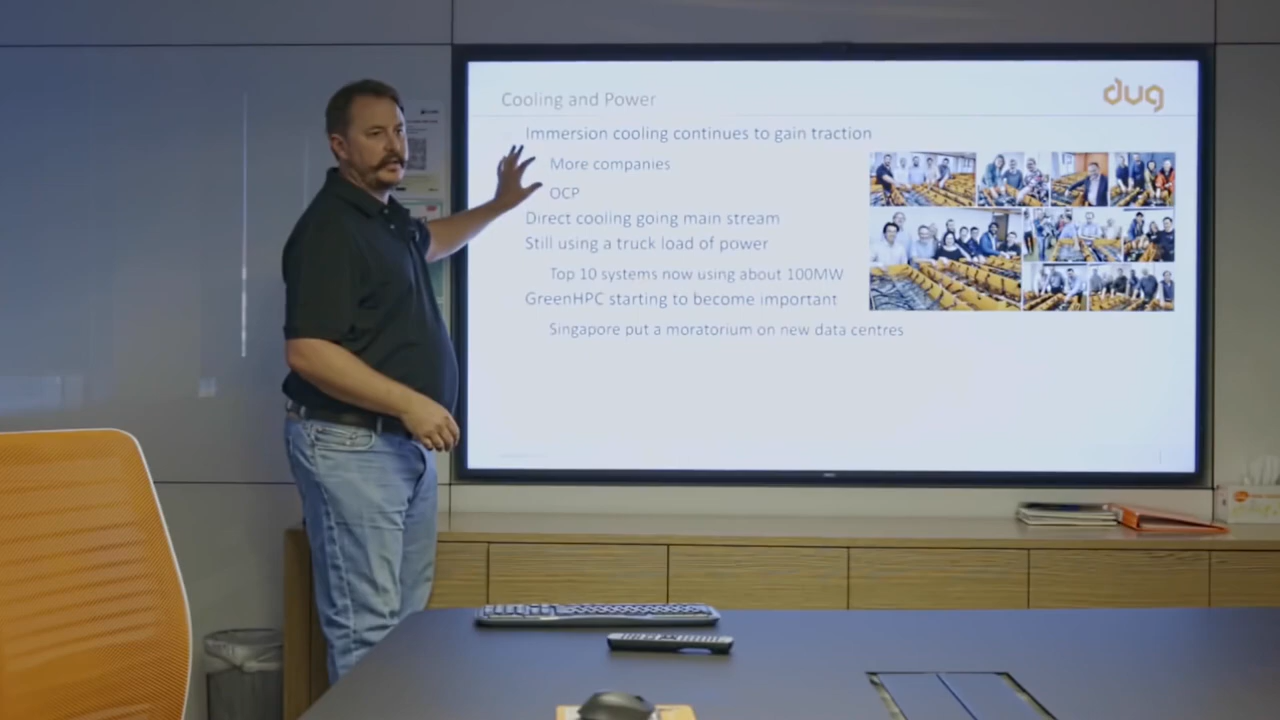 Cooling and Power
dug
Immersion cooling continues to gain traction
More companies
OCP
Direct cooling going main stream
Still using a truck load of power
Top 10 systems now using about 100MW
GreenHPC starting to become important
Singapore put a moratorium on new data centres